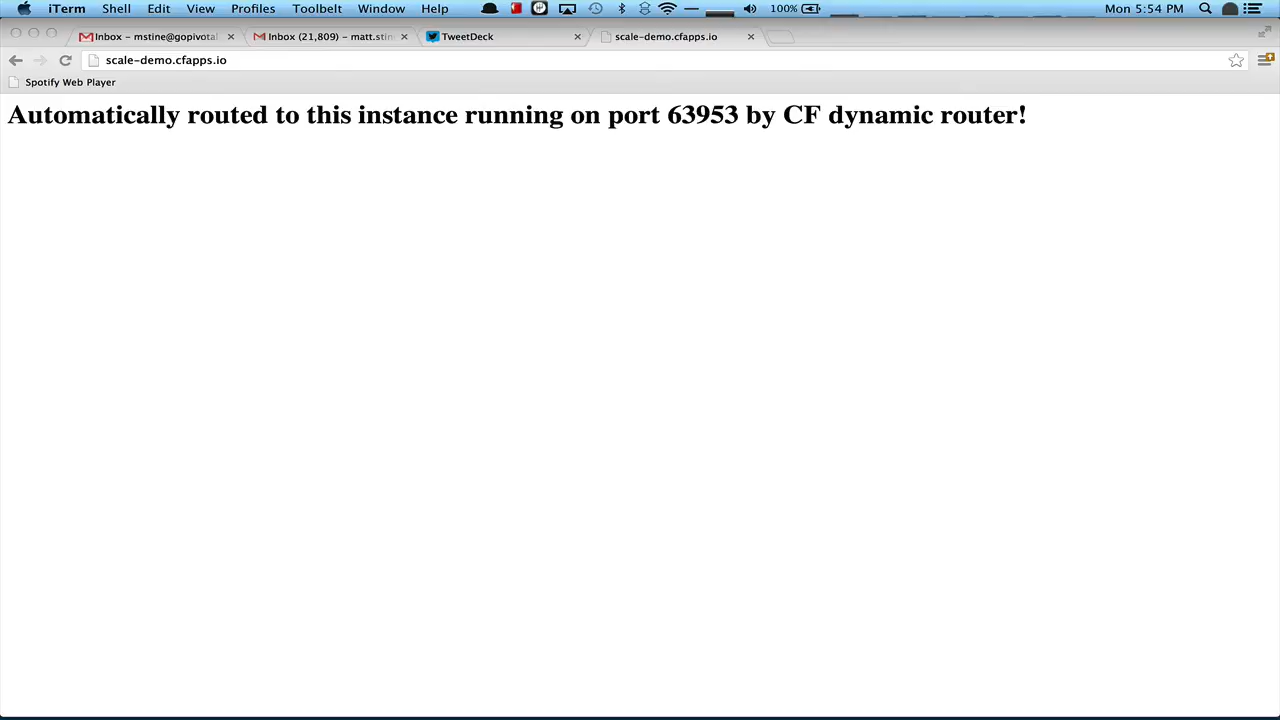 iTerm Shell Edit View Profiles Toolbelt Window Help 100% Mon 5:54 PM
Inbox – mstine@gopivotal Inbox (21,809) – matt.stin TweetDeck scale-demo.cfapps.io
scale-demo.cfapps.io
Spotify Web Player
Automatically routed to this instance running on port 63953 by CF dynamic router!